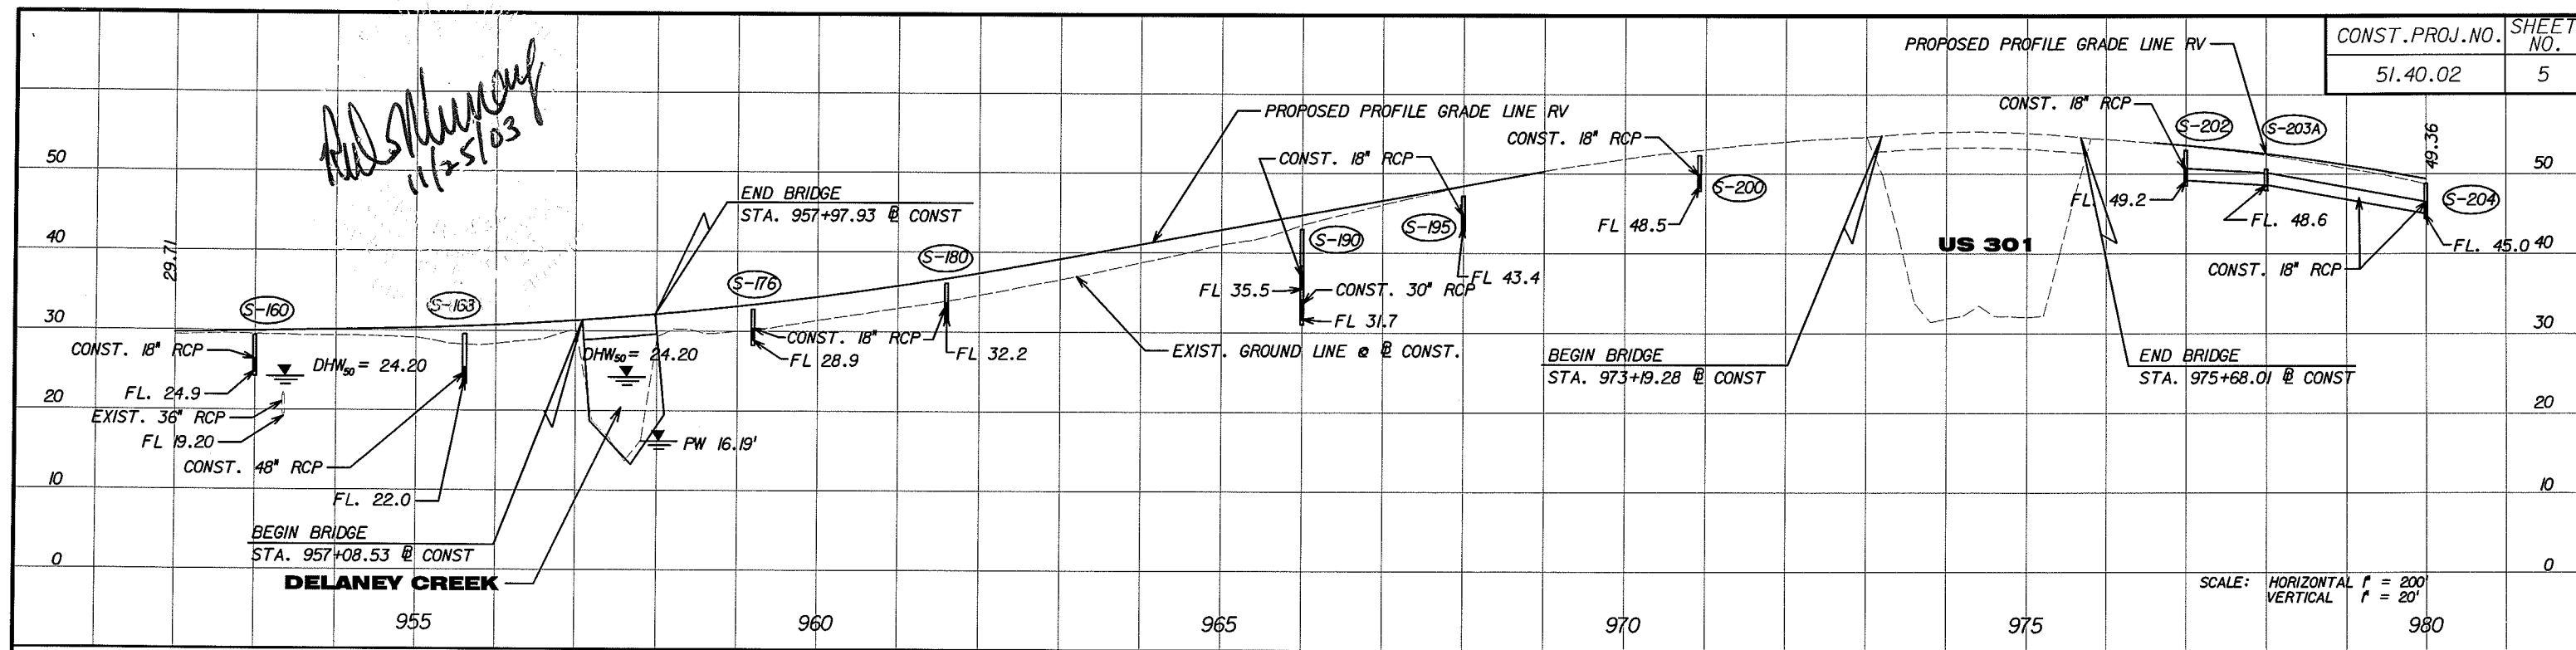 CONST.PROJ.NO.
SHEET NO.
51.40.02
5
11/25/03
PROPOSED PROFILE GRADE LINE RV
CONST. 18" RCP
S-202
S-203A
49.36
PROPOSED PROFILE GRADE LINE RV
CONST. 18" RCP
CONST. 18" RCP
50
50
END BRIDGE
STA. 957+97.93 ℄ CONST
S-200
FL. 49.2
S-204
FL 48.5
FL. 48.6
S-195
S-190
US 301
40
FL. 45.0
40
29.71
S-180
CONST. 18" RCP
FL 43.4
S-176
FL 35.5
CONST. 30" RCP
S-160
S-163
30
FL 31.7
30
CONST. 18" RCP
CONST. 18" RCP
DHW50 = 24.20
DHW50 = 24.20
FL 28.9
FL 32.2
EXIST. GROUND LINE @ ℄ CONST.
BEGIN BRIDGE
STA. 973+19.28 ℄ CONST
END BRIDGE
STA. 975+68.01 ℄ CONST
FL. 24.9
20
20
EXIST. 36" RCP
FL 19.20
PW 16.19'
CONST. 48" RCP
10
10
FL. 22.0
BEGIN BRIDGE
STA. 957+08.53 ℄ CONST
0
0
DELANEY CREEK
SCALE: HORIZONTAL 1" = 200'
VERTICAL 1" = 20'
955
960
965
970
975
980